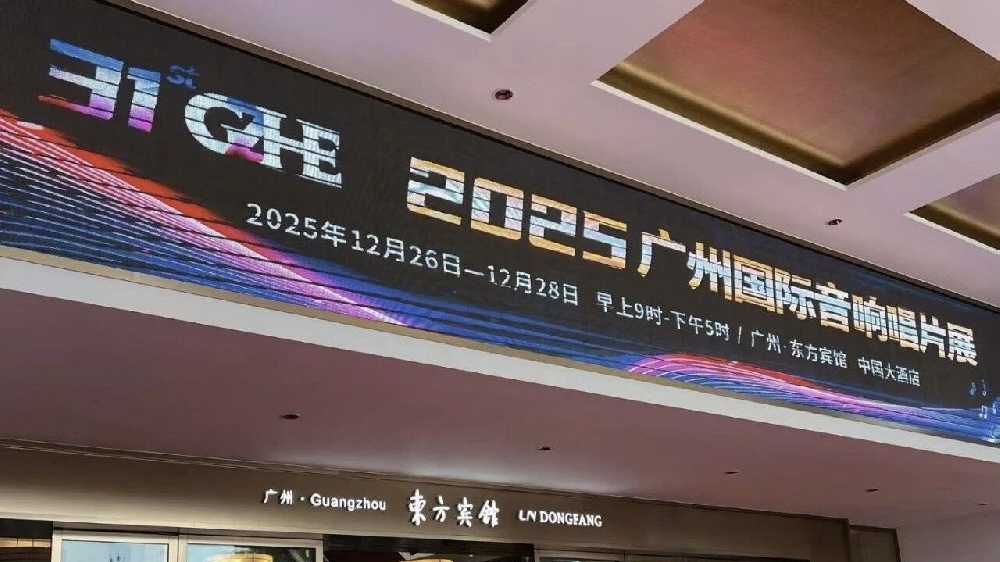 31st GZHE
2025广州国际音响唱片展
2025年12月26日—12月28日 早上9时-下午5时 / 广州·东方宾馆 中国大酒店
广州·Guangzhou 東方宾館 LN DONGFANG